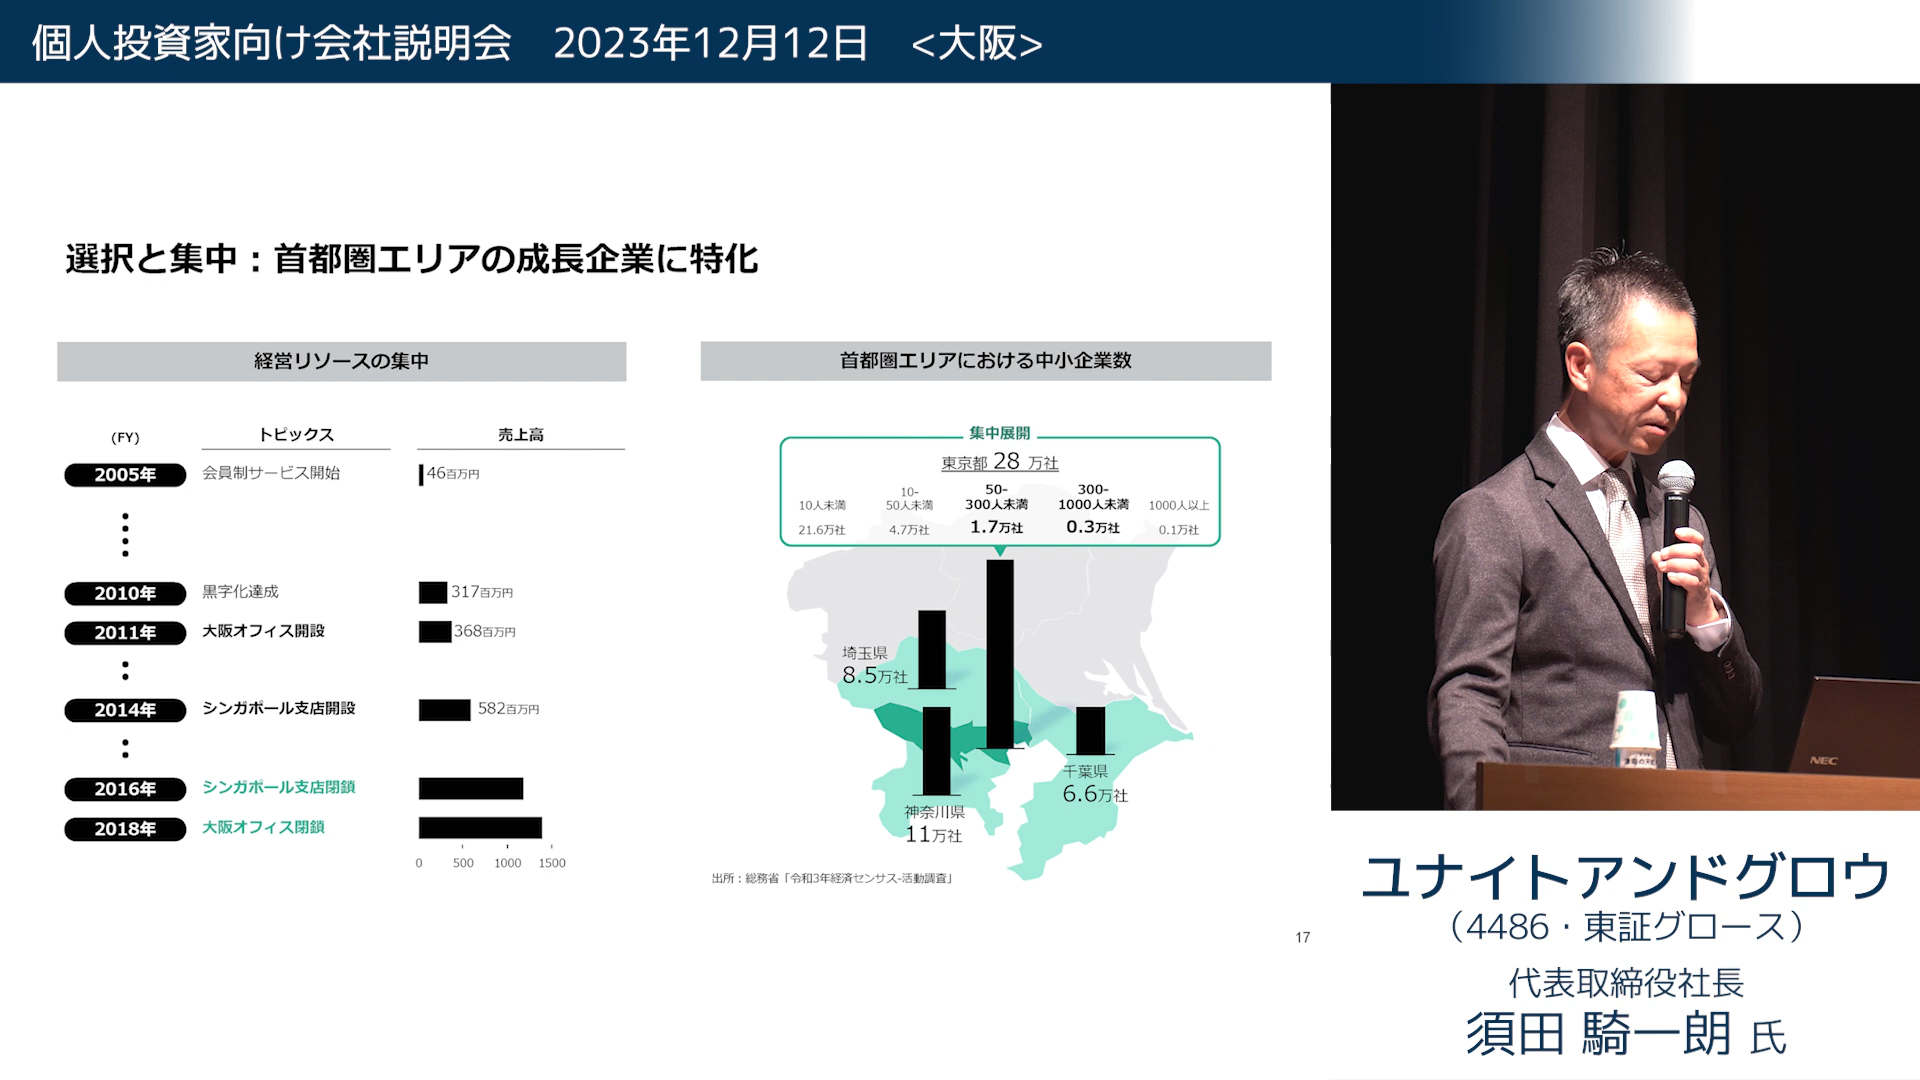 個人投資家向け会社説明会　2023年12月12日　<大阪>
選択と集中：首都圏エリアの成長企業に特化
経営リソースの集中
（FY）
トピックス
売上高
2005年
会員制サービス開始
46百万円
2010年
黒字化達成
317百万円
2011年
大阪オフィス開設
368百万円
2014年
シンガポール支店開設
582百万円
2016年
シンガポール支店閉鎖
2018年
大阪オフィス閉鎖
0 500 1000 1500
首都圏エリアにおける中小企業数
集中展開
東京都 28 万社
10人未満
21.6万社
10-
50人未満
4.7万社
50-
300人未満
1.7万社
300-
1000人未満
0.3万社
1000人以上
0.1万社
埼玉県
8.5万社
神奈川県
11万社
千葉県
6.6万社
出所：総務省「令和3年経済センサス-活動調査」
17
NEC
ユナイトアンドグロウ
（4486・東証グロース）
代表取締役社長
須田 騎一朗 氏